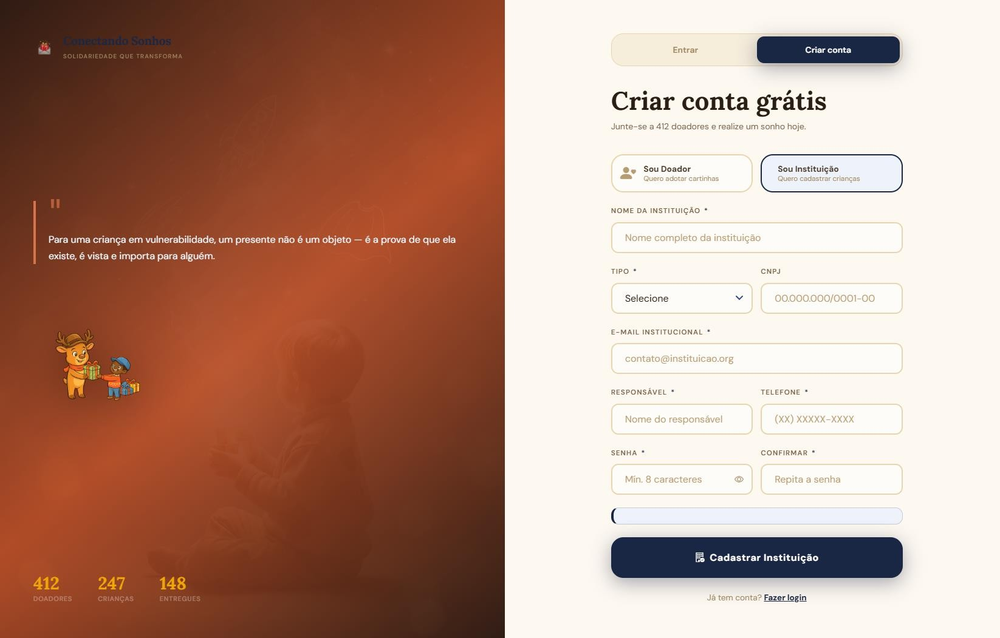 Conectando Sonhos
SOLIDARIEDADE QUE TRANSFORMA
"
Para uma criança em vulnerabilidade, um presente não é um objeto — é a prova de que ela
existe, é vista e importa para alguém.
412
DOADORES
247
CRIANÇAS
148
ENTREGUES
Entrar
Criar conta
Criar conta grátis
Junte-se a 412 doadores e realize um sonho hoje.
Sou Doador
Quero adotar cartinhas
Sou Instituição
Quero cadastrar crianças
NOME DA INSTITUIÇÃO *
Nome completo da instituição
TIPO *
Selecione
CNPJ
00.000.000/0001-00
E-MAIL INSTITUCIONAL *
contato@instituicao.org
RESPONSÁVEL *
Nome do responsável
TELEFONE *
(XX) XXXXX-XXXX
SENHA *
Mín. 8 caracteres
CONFIRMAR *
Repita a senha
Cadastrar Instituição
Já tem conta? Fazer login